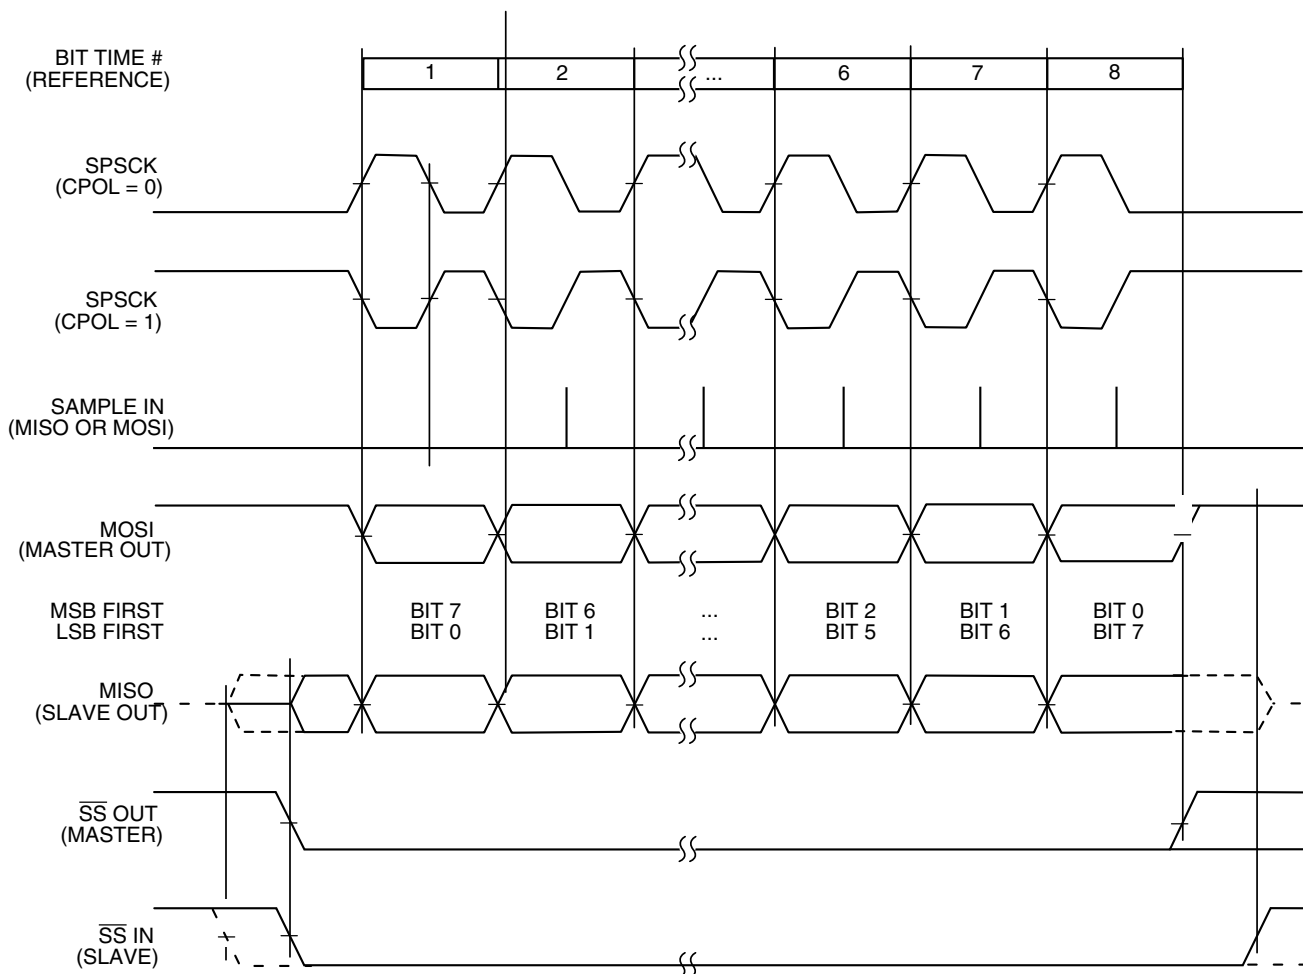 BIT TIME #
(REFERENCE)
1 2 ... 6 7 8
SPSCK
(CPOL = 0)
SPSCK
(CPOL = 1)
SAMPLE IN
(MISO OR MOSI)
MOSI
(MASTER OUT)
MSB FIRST BIT 7 BIT 6 ... BIT 2 BIT 1 BIT 0
LSB FIRST BIT 0 BIT 1 ... BIT 5 BIT 6 BIT 7
MISO
(SLAVE OUT)
S̅S̅ OUT
(MASTER)
S̅S̅ IN
(SLAVE)